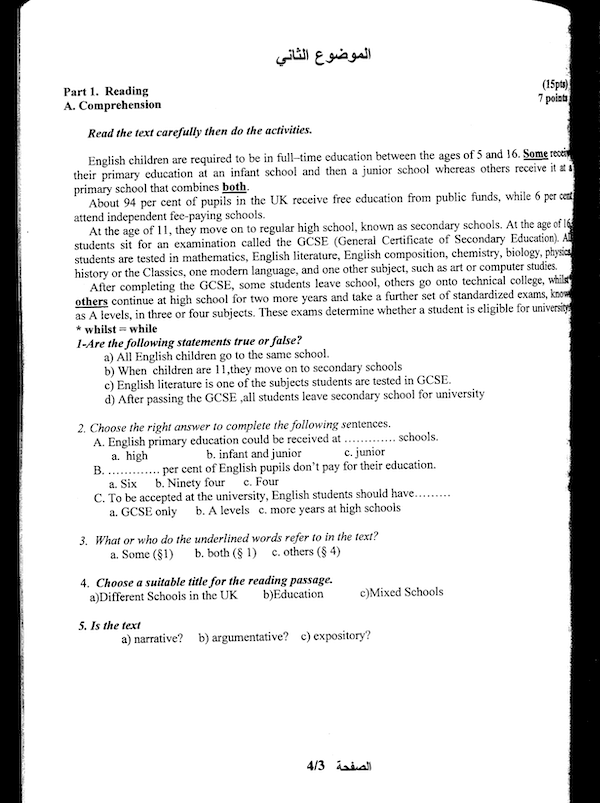 الموضوع الثاني
Part 1. Reading (15pts)
A. Comprehension 7 points
Read the text carefully then do the activities.
English children are required to be in full–time education between the ages of 5 and 16. Some
their primary education at an infant school and then a junior school whereas others receive it at a
primary school that combines both.
About 94 per cent of pupils in the UK receive free education from public funds, while 6 per cent
attend independent fee-paying schools.
At the age of 11, they move on to regular high school, known as secondary schools. At the age of 16
students sit for an examination called the GCSE (General Certificate of Secondary Education).
students are tested in mathematics, English literature, English composition, chemistry, biology, physics,
history or the Classics, one modern language, and one other subject, such as art or computer studies.
After completing the GCSE, some students leave school, others go onto technical college, whilst*
others continue at high school for two more years and take a further set of standardized exams,
as A levels, in three or four subjects. These exams determine whether a student is eligible for university.
* whilst = while
1-Are the following statements true or false?
a) All English children go to the same school.
b) When children are 11,they move on to secondary schools
c) English literature is one of the subjects students are tested in GCSE.
d) After passing the GCSE ,all students leave secondary school for university
2. Choose the right answer to complete the following sentences.
A. English primary education could be received at ............. schools.
a. high b. infant and junior c. junior
B. ............. per cent of English pupils don't pay for their education.
a. Six b. Ninety four c. Four
C. To be accepted at the university, English students should have.........
a. GCSE only b. A levels c. more years at high schools
3. What or who do the underlined words refer to in the text?
a. Some (§1) b. both (§ 1) c. others (§ 4)
4. Choose a suitable title for the reading passage.
a)Different Schools in the UK b)Education c)Mixed Schools
5. Is the text
a) narrative? b) argumentative? c) expository?
الصفحة 4/3